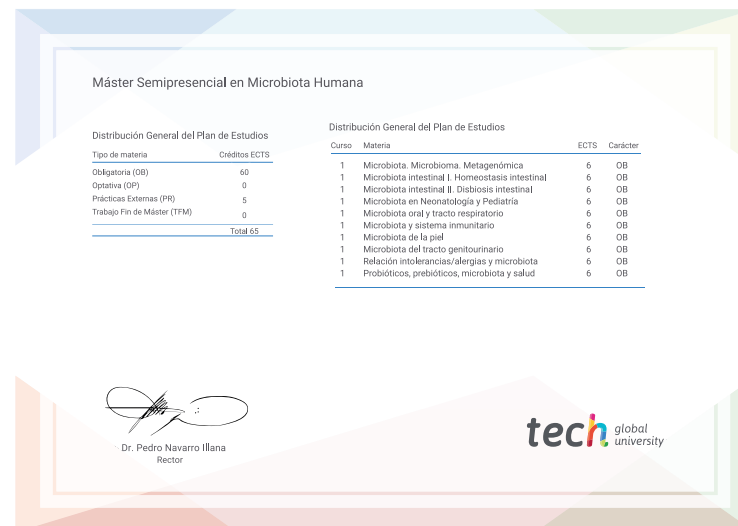 Máster Semipresencial en Microbiota Humana
Distribución General del Plan de Estudios
Tipo de materia Créditos ECTS
Obligatoria (OB) 60
Optativa (OP) 0
Prácticas Externas (PR) 5
Trabajo Fin de Máster (TFM) 0
Total 65
Distribución General del Plan de Estudios
Curso Materia ECTS Carácter
1 Microbiota. Microbioma. Metagenómica 6 OB
1 Microbiota intestinal I. Homeostasis intestinal 6 OB
1 Microbiota intestinal II. Disbiosis intestinal 6 OB
1 Microbiota en Neonatología y Pediatría 6 OB
1 Microbiota oral y tracto respiratorio 6 OB
1 Microbiota y sistema inmunitario 6 OB
1 Microbiota de la piel 6 OB
1 Microbiota del tracto genitourinario 6 OB
1 Relación intolerancias/alergias y microbiota 6 OB
1 Probióticos, prebióticos, microbiota y salud 6 OB
Dr. Pedro Navarro Illana
Rector
tech global
university